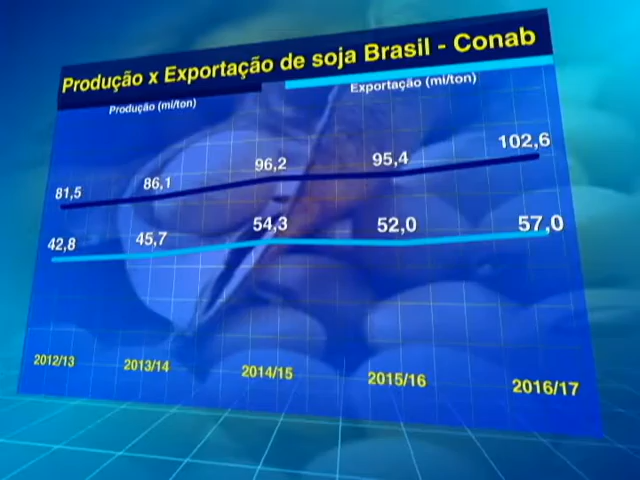 Produção x Exportação de soja Brasil - Conab
Produção (mi/ton)
Exportação (mi/ton)
81,5 86,1 96,2 95,4 102,6
42,8 45,7 54,3 52,0 57,0
2012/13 2013/14 2014/15 2015/16 2016/17